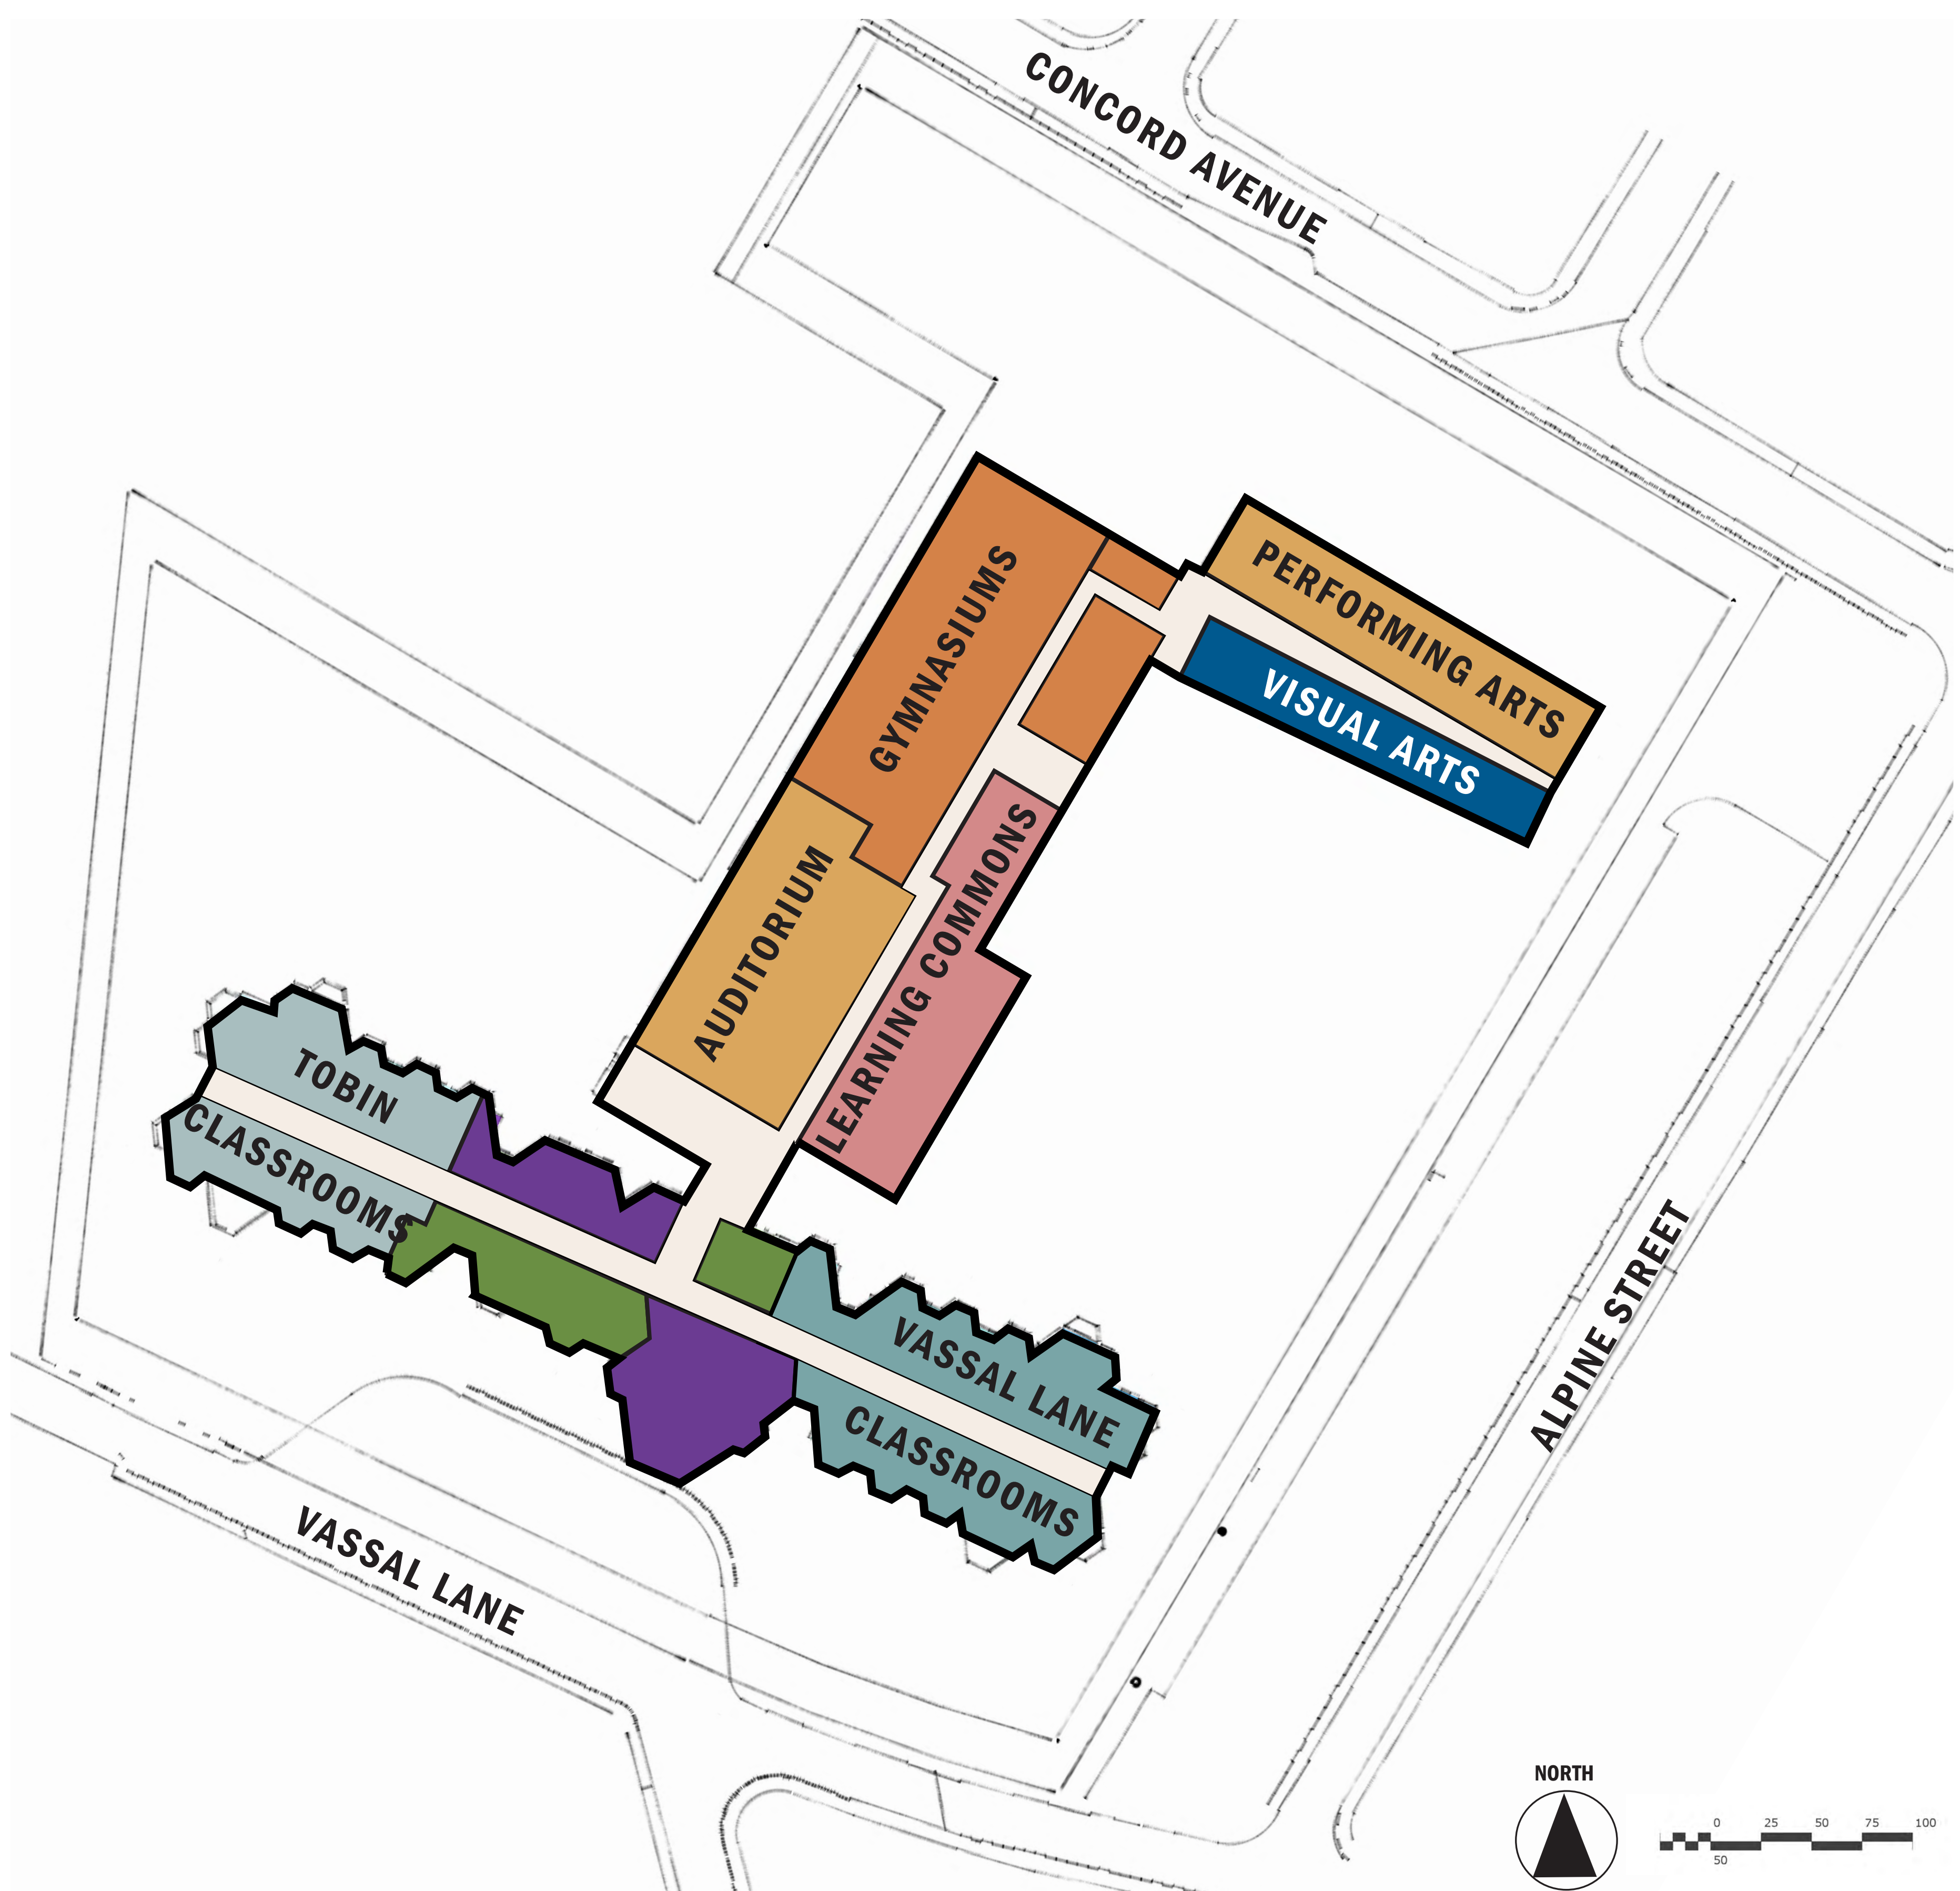 CONCORD AVENUE
PERFORMING ARTS
GYMNASIUMS
VISUAL ARTS
AUDITORIUM
LEARNING COMMONS
TOBIN
CLASSROOMS
VASSAL LANE
CLASSROOMS
ALPINE STREET
VASSAL LANE
NORTH
0 25 50 75 100
50